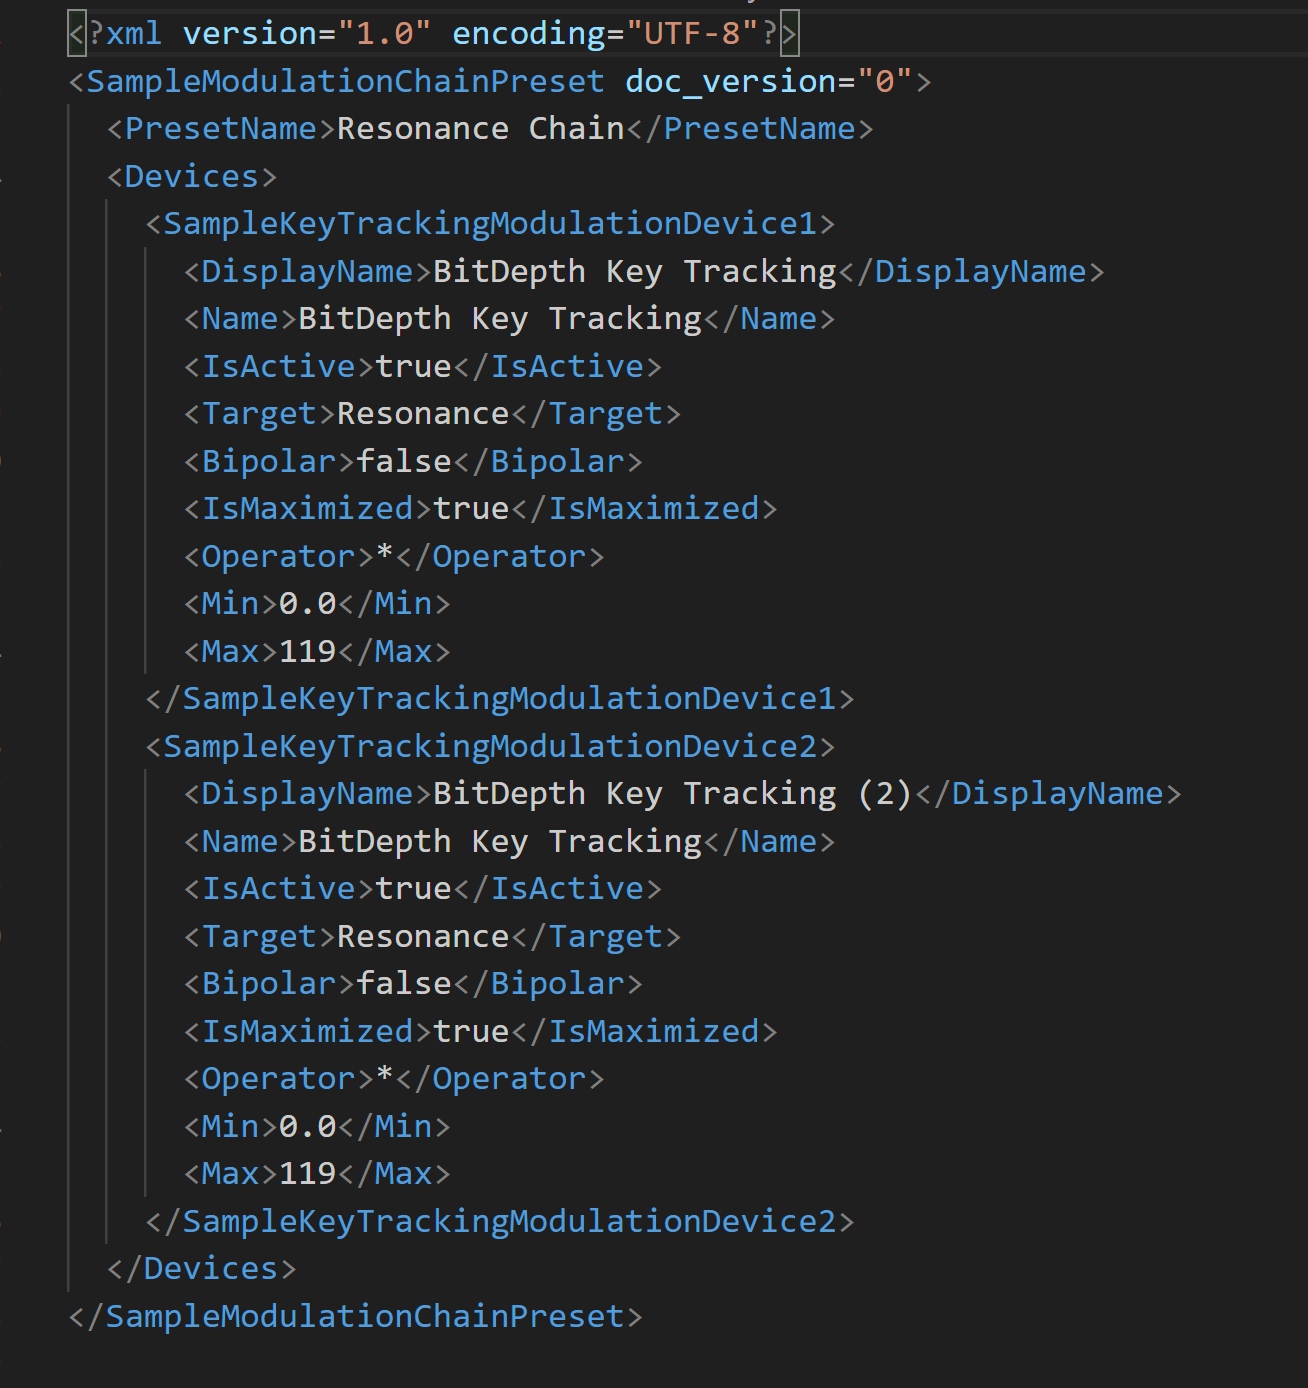 <?xml version="1.0" encoding="UTF-8"?>
<SampleModulationChainPreset doc_version="0">
<PresetName>Resonance Chain</PresetName>
<Devices>
<SampleKeyTrackingModulationDevice1>
<DisplayName>BitDepth Key Tracking</DisplayName>
<Name>BitDepth Key Tracking</Name>
<IsActive>true</IsActive>
<Target>Resonance</Target>
<Bipolar>false</Bipolar>
<IsMaximized>true</IsMaximized>
<Operator>*</Operator>
<Min>0.0</Min>
<Max>119</Max>
</SampleKeyTrackingModulationDevice1>
<SampleKeyTrackingModulationDevice2>
<DisplayName>BitDepth Key Tracking (2)</DisplayName>
<Name>BitDepth Key Tracking</Name>
<IsActive>true</IsActive>
<Target>Resonance</Target>
<Bipolar>false</Bipolar>
<IsMaximized>true</IsMaximized>
<Operator>*</Operator>
<Min>0.0</Min>
<Max>119</Max>
</SampleKeyTrackingModulationDevice2>
</Devices>
</SampleModulationChainPreset>